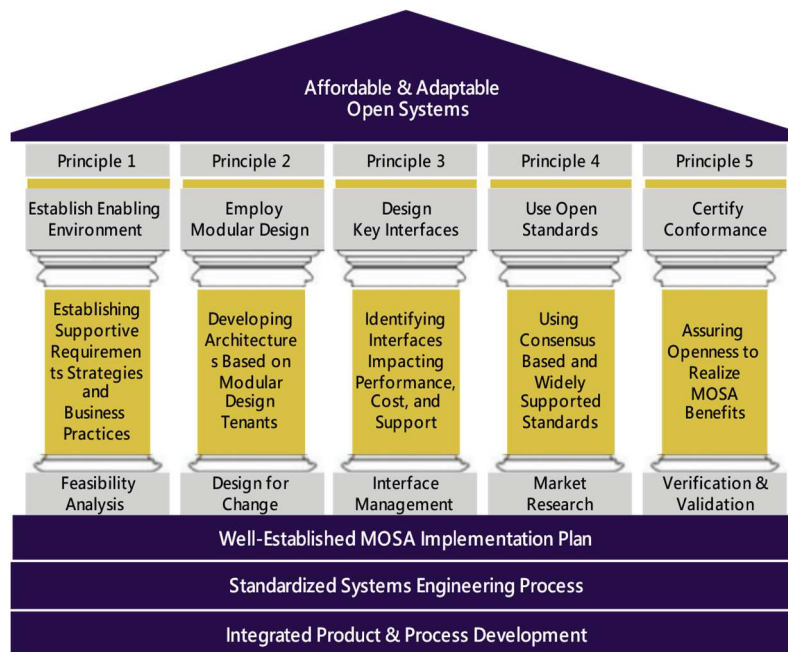 Affordable & Adaptable
Open Systems
Principle 1
Principle 2
Principle 3
Principle 4
Principle 5
Establish Enabling
Environment
Employ
Modular Design
Design
Key Interfaces
Use Open
Standards
Certify
Conformance
Establishing
Supportive
Requiremen
ts Strategies
and
Business
Practices
Developing
Architecture
s Based on
Modular
Design
Tenants
Identifying
Interfaces
Impacting
Performance,
Cost, and
Support
Using
Consensus
Based and
Widely
Supported
Standards
Assuring
Openness to
Realize
MOSA
Benefits
Feasibility
Analysis
Design for
Change
Interface
Management
Market
Research
Verification &
Validation
Well-Established MOSA Implementation Plan
Standardized Systems Engineering Process
Integrated Product & Process Development